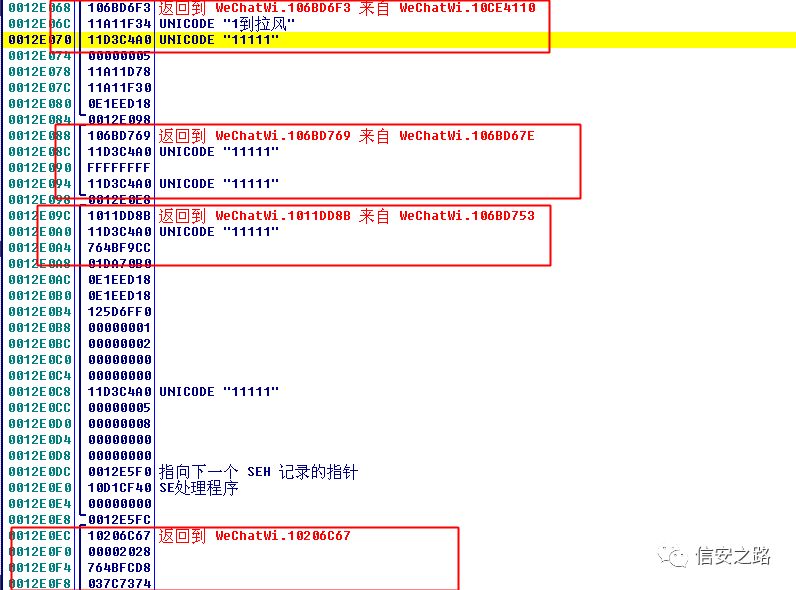 0012E068 106BD6F3 返回到 WeChatWi.106BD6F3 来自 WeChatWi.10CE4110
0012E06C 11A11F34 UNICODE "1到拉风"
0012E070 11D3C4A0 UNICODE "11111"
0012E074 00000005
0012E078 11A11D78
0012E07C 11A11F30
0012E080 0E1EED18
0012E084 0012E098
0012E088 106BD769 返回到 WeChatWi.106BD769 来自 WeChatWi.106BD67E
0012E08C 11D3C4A0 UNICODE "11111"
0012E090 FFFFFFFF
0012E094 11D3C4A0 UNICODE "11111"
0012E098 0012E0E8
0012E09C 1011DD8B 返回到 WeChatWi.1011DD8B 来自 WeChatWi.106BD753
0012E0A0 11D3C4A0 UNICODE "11111"
0012E0A4 764BF9CC
0012E0A8 01DA70B0
0012E0AC 0E1EED18
0012E0B0 0E1EED18
0012E0B4 125D6FF0
0012E0B8 00000001
0012E0BC 00000002
0012E0C0 00000000
0012E0C4 00000000
0012E0C8 11D3C4A0 UNICODE "11111"
0012E0CC 00000005
0012E0D0 00000008
0012E0D4 00000000
0012E0D8 00000000
0012E0DC 0012E5F0 指向下一个 SEH 记录的指针
0012E0E0 10D1CF40 SE处理程序
0012E0E4 00000000
0012E0E8 0012E5FC
0012E0EC 10206C67 返回到 WeChatWi.10206C67
0012E0F0 00002028
0012E0F4 764BFCD8
0012E0F8 037C7374
信安之路